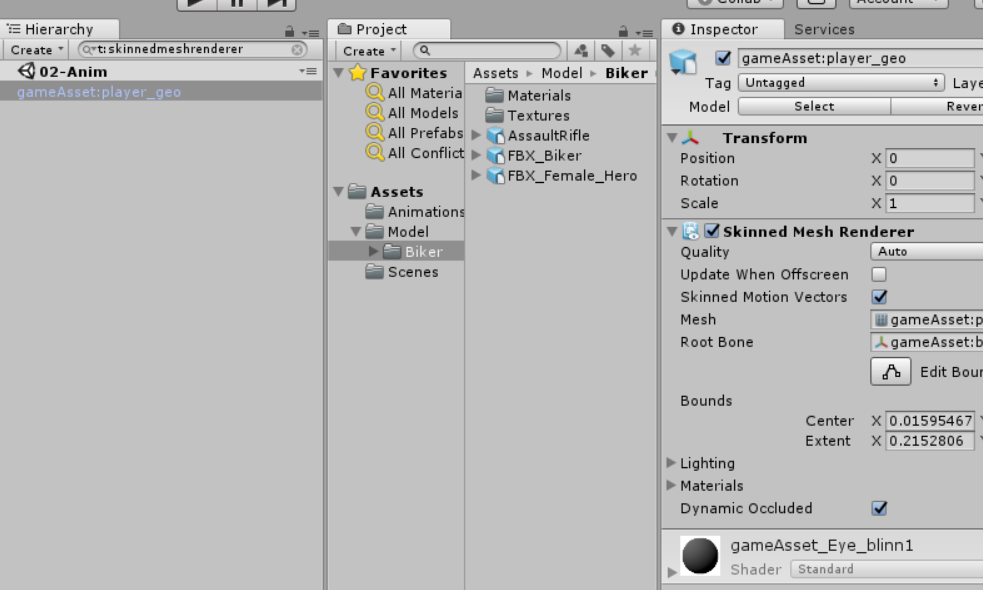 Collab
Account
Hierarchy
Create
t:skinnedmeshrenderer
02-Anim
gameAsset:player_geo
Project
Create
Favorites
All Materia
All Models
All Prefabs
All Conflict
Assets
Animations
Model
Biker
Scenes
Assets ▸ Model ▸ Biker
Materials
Textures
AssaultRifle
FBX_Biker
FBX_Female_Hero
Inspector
Services
gameAsset:player_geo
Tag Untagged Laye
Model Select Rever
Transform
Position X 0
Rotation X 0
Scale X 1
Skinned Mesh Renderer
Quality Auto
Update When Offscreen
Skinned Motion Vectors
Mesh gameAsset:p
Root Bone gameAsset:b
Edit Boun
Bounds
Center X 0.01595467
Extent X 0.2152806
Lighting
Materials
Dynamic Occluded
gameAsset_Eye_blinn1
Shader Standard